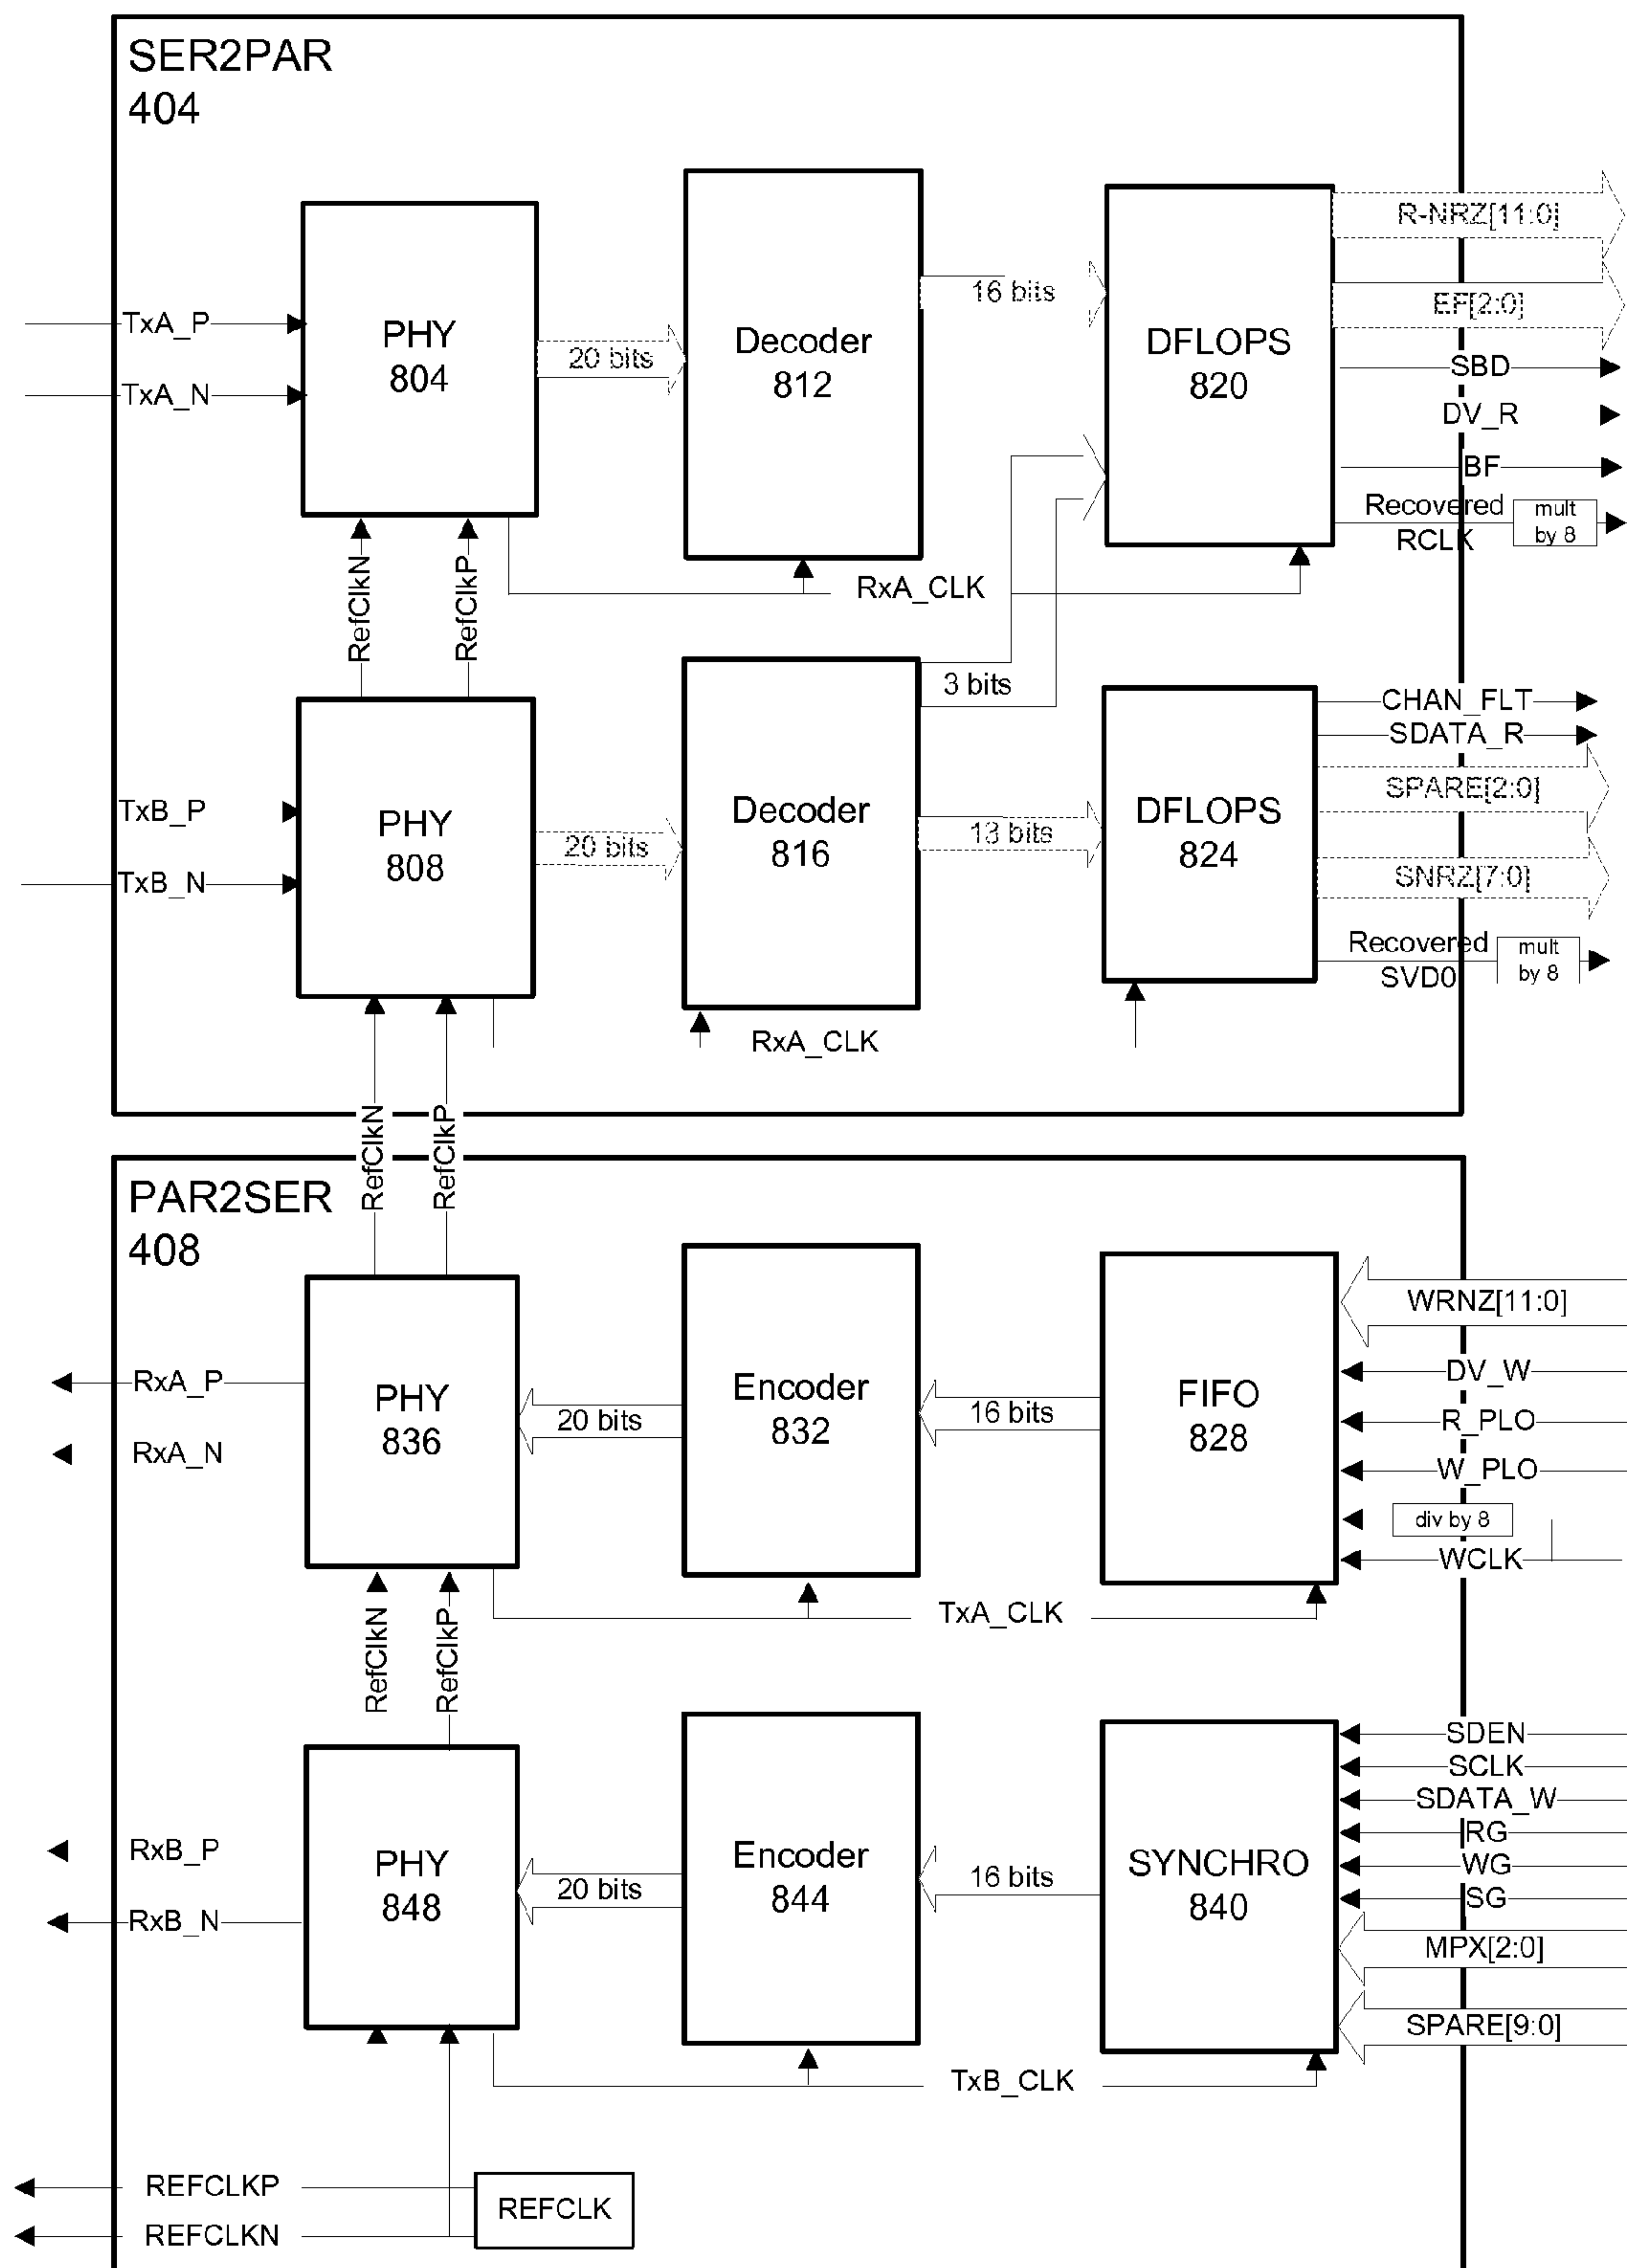 SER2PAR
404
R-NRZ[11:0]
EF[2:0]
SBD
DV_R
BF
Recovered
RCLK
mult
by 8
16 bits
TxA_P
TxA_N
PHY
804
20 bits
Decoder
812
DFLOPS
820
RefClkN
RefClkP
RxA_CLK
3 bits
CHAN_FLT
SDATA_R
SPARE[2:0]
SNRZ[7:0]
Recovered
SVD0
mult
by 8
TxB_P
TxB_N
PHY
808
20 bits
Decoder
816
13 bits
DFLOPS
824
RxA_CLK
RefClkN
RefClkP
PAR2SER
408
WRNZ[11:0]
DV_W
R_PLO
W_PLO
div by 8
WCLK
RxA_P
RxA_N
PHY
836
20 bits
Encoder
832
16 bits
FIFO
828
TxA_CLK
RefClkN
RefClkP
SDEN
SCLK
SDATA_W
RG
WG
SG
MPX[2:0]
SPARE[9:0]
RxB_P
RxB_N
PHY
848
20 bits
Encoder
844
16 bits
SYNCHRO
840
TxB_CLK
REFCLKP
REFCLKN
REFCLK